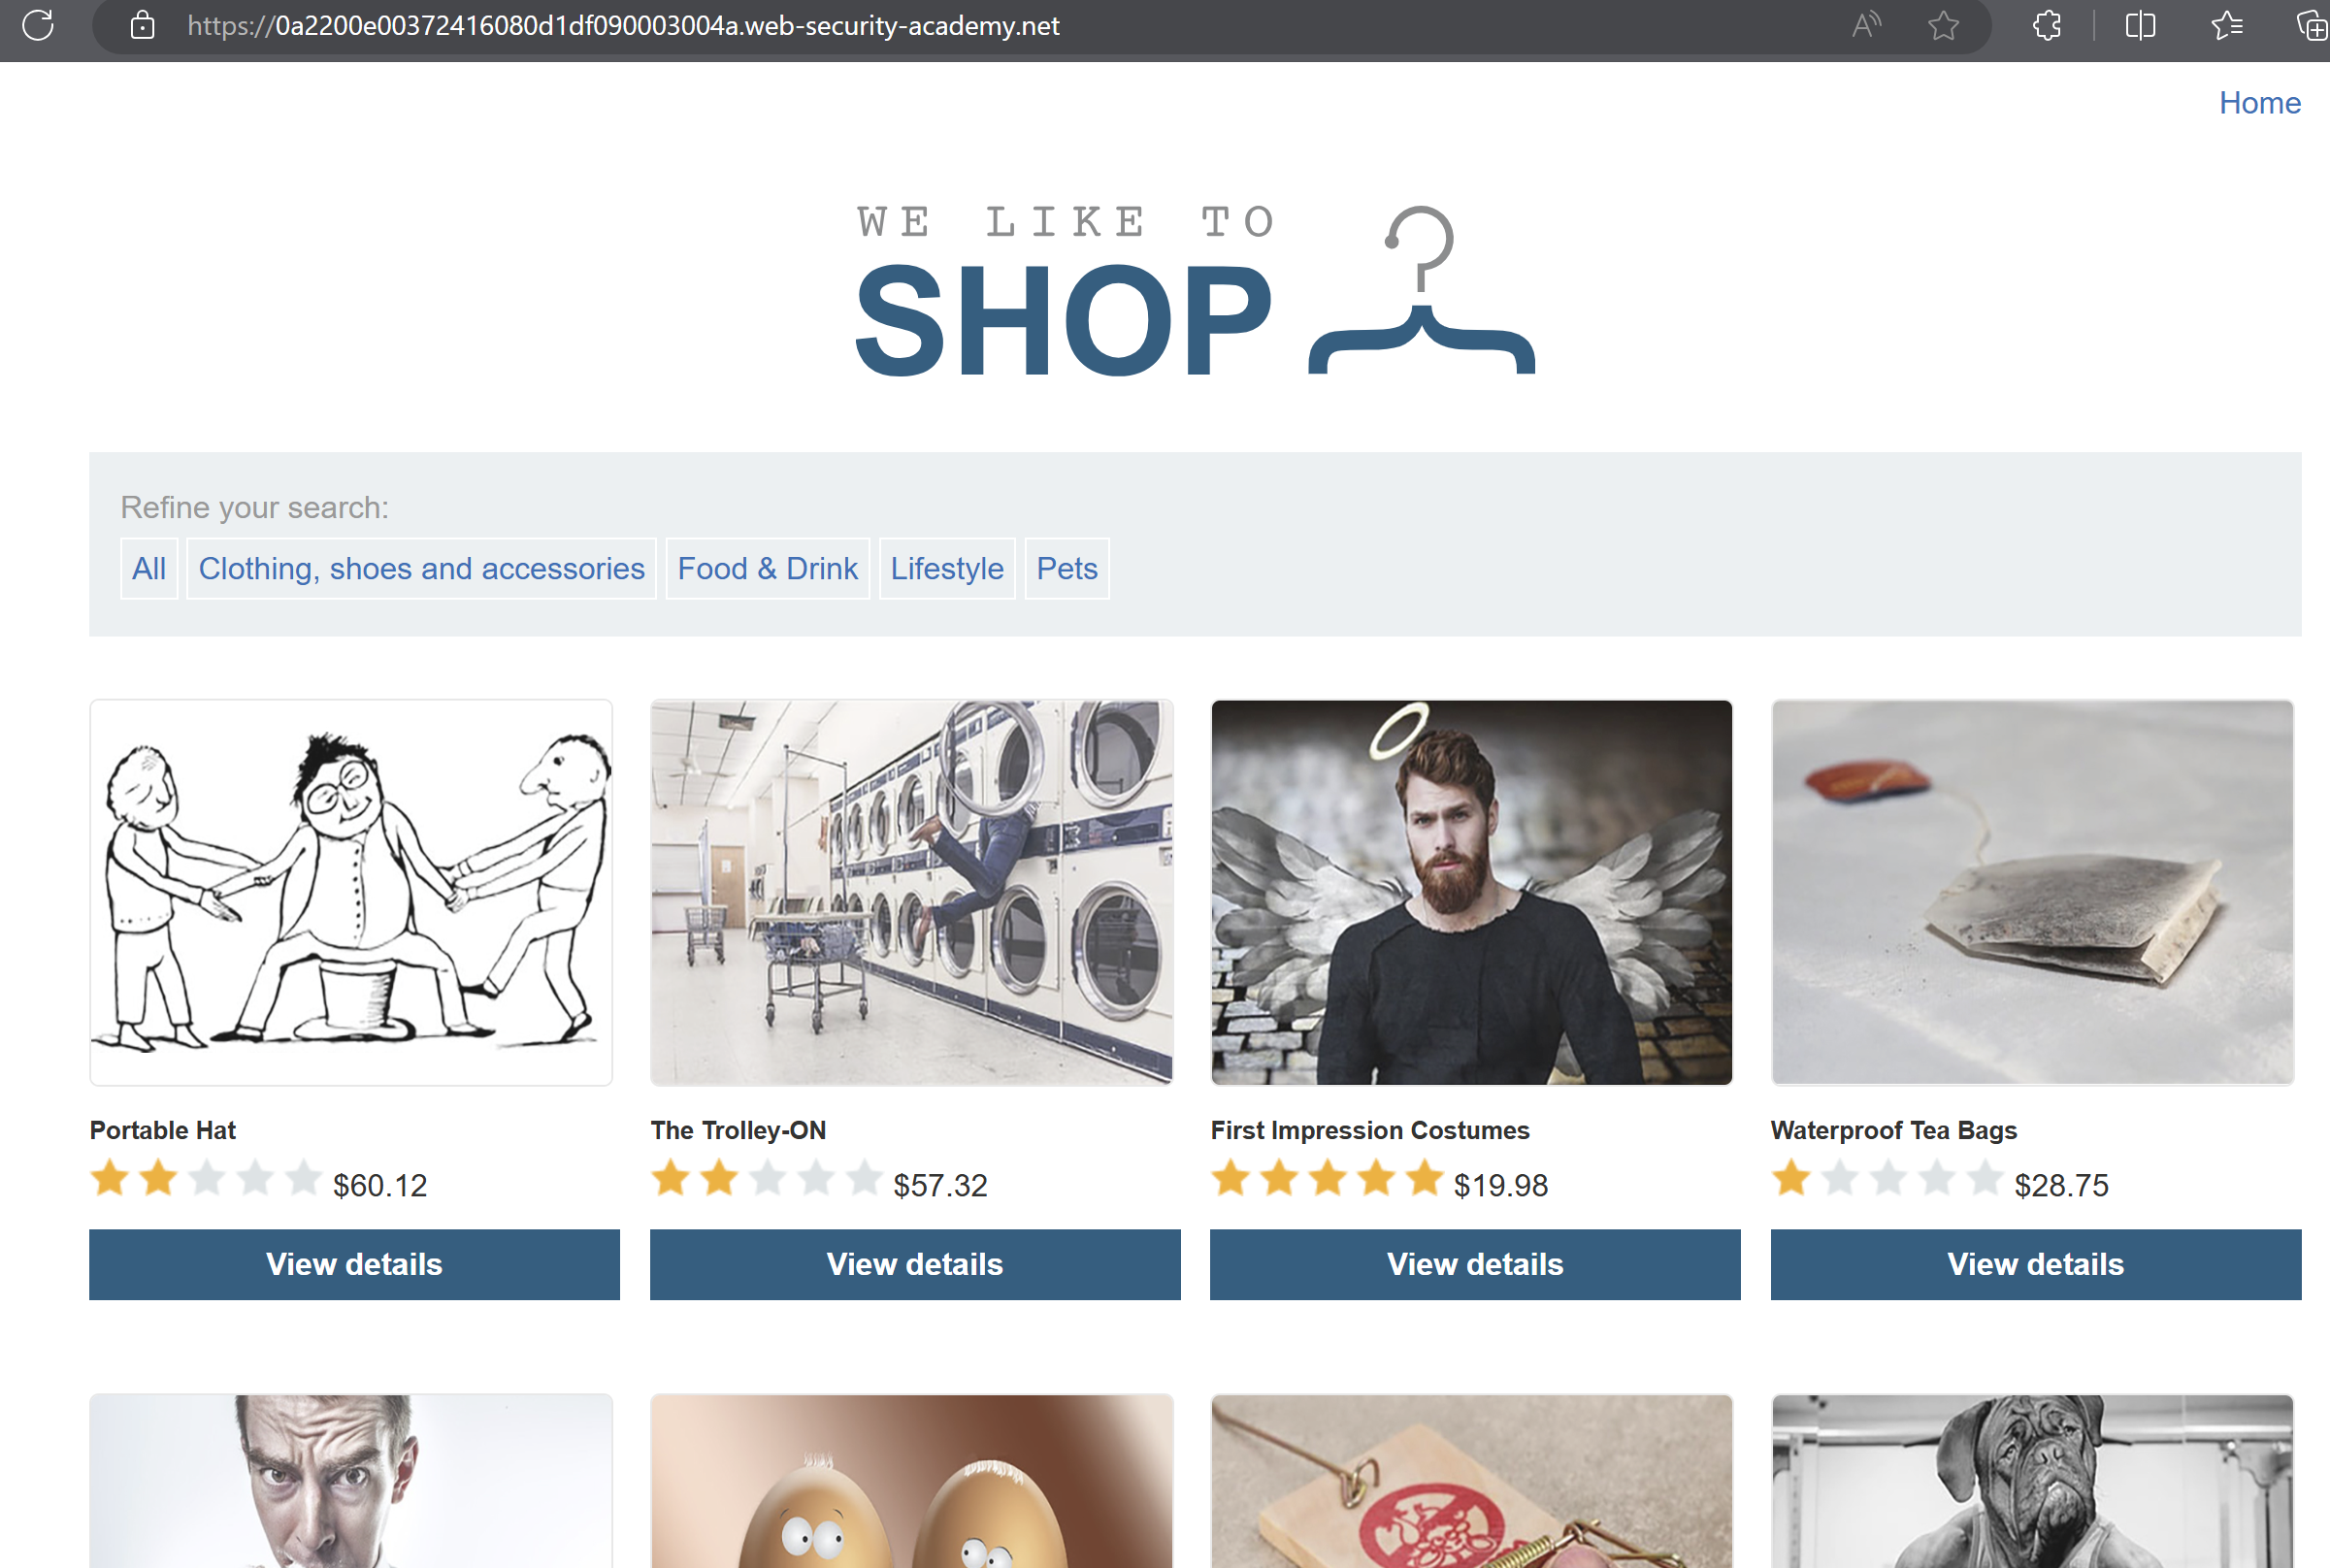 https://0a2200e00372416080d1df090003004a.web-security-academy.net
Home
WE LIKE TO
SHOP
Refine your search:
All Clothing, shoes and accessories Food & Drink Lifestyle Pets
Portable Hat The Trolley-ON First Impression Costumes Waterproof Tea Bags
$60.12 $57.32 $19.98 $28.75
View details View details View details View details